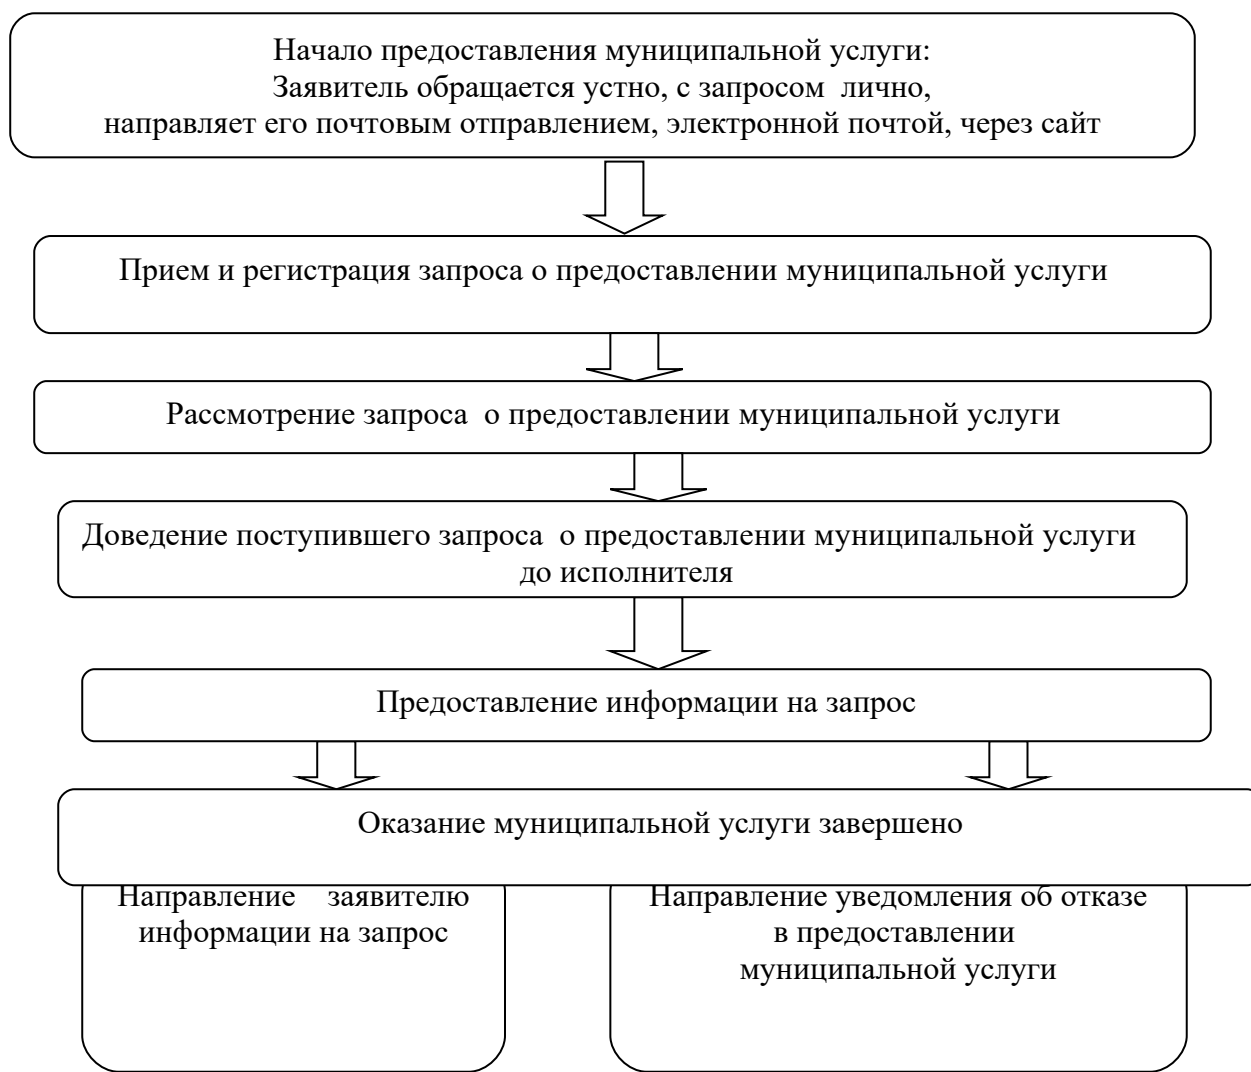 Начало предоставления муниципальной услуги:
Заявитель обращается устно, с запросом лично,
направляет его почтовым отправлением, электронной почтой, через сайт
Прием и регистрация запроса о предоставлении муниципальной услуги
Рассмотрение запроса о предоставлении муниципальной услуги
Доведение поступившего запроса о предоставлении муниципальной услуги
до исполнителя
Предоставление информации на запрос
Оказание муниципальной услуги завершено
Направление заявителю
информации на запрос
Направление уведомления об отказе
в предоставлении
муниципальной услуги